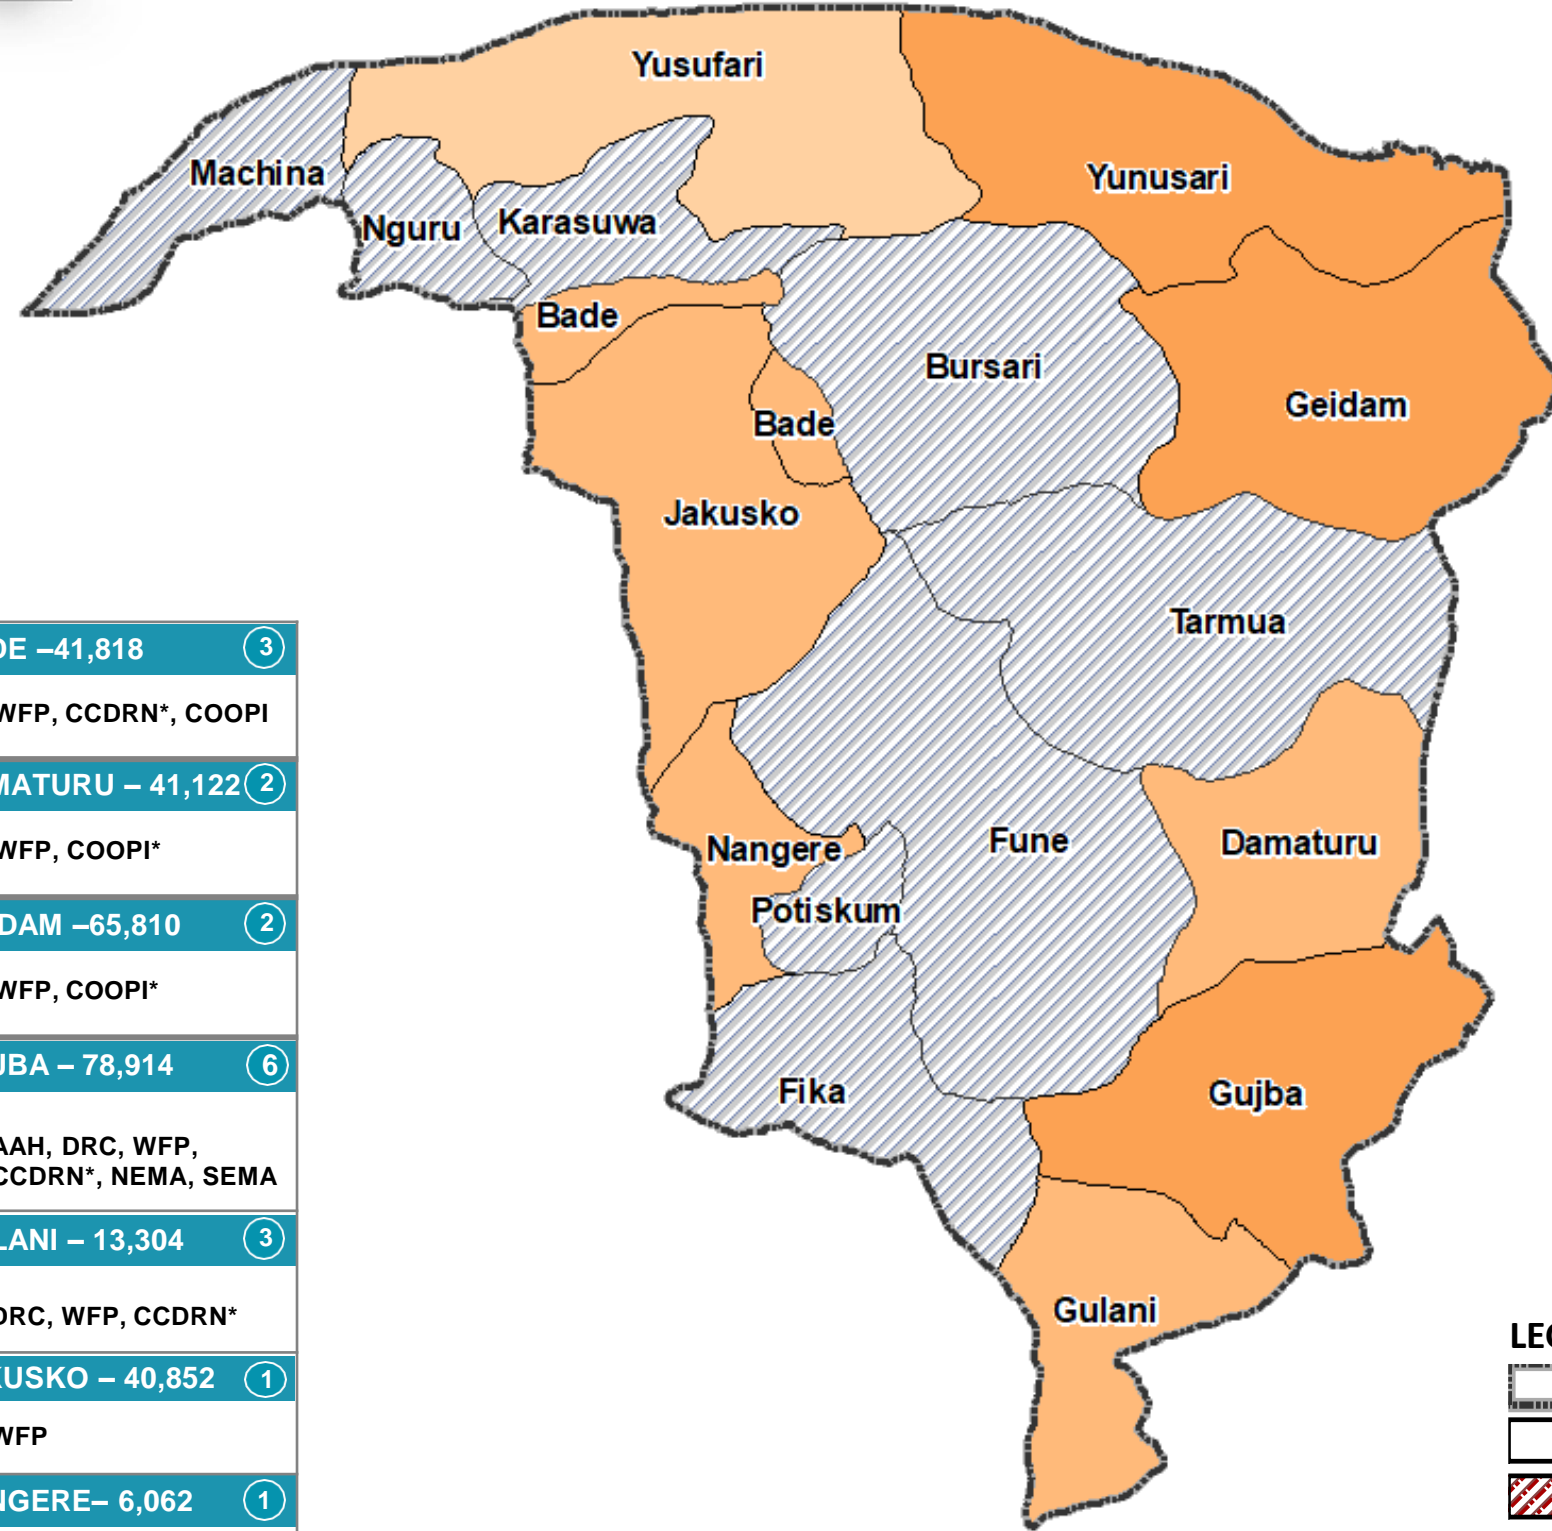 Yusufari
Machina
Yunusari
Nguru
Karasuwa
Bade
Bursari
Geidam
Bade
Jakusko
Tarmua
Nangere
Fune
Damaturu
Potiskum
Fika
Gujba
Gulani
DE –41,818 3
WFP, CCDRN*, COOPI
MATURU – 41,122 2
WFP, COOPI*
DAM –65,810 2
WFP, COOPI*
JBA – 78,914 6
AAH, DRC, WFP,
CCDRN*, NEMA, SEMA
LANI – 13,304 3
DRC, WFP, CCDRN*
KUSKO – 40,852 1
WFP
NGERE– 6,062 1
LE